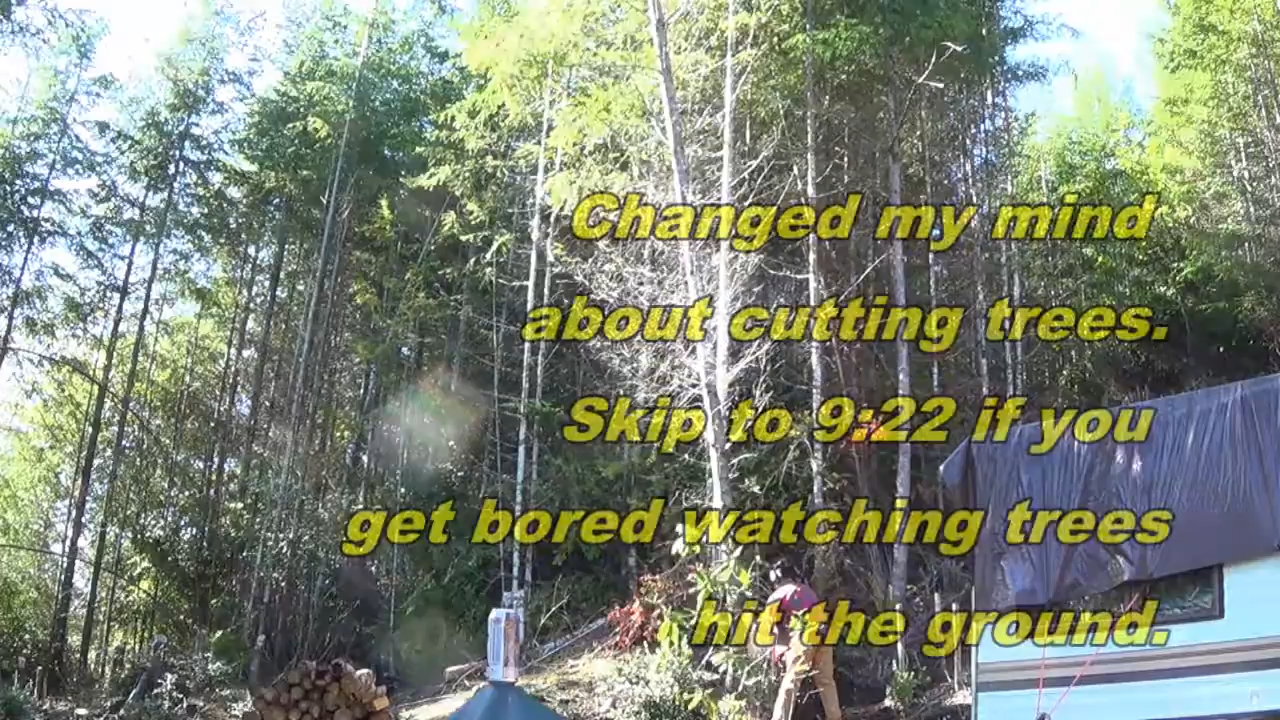 Changed my mind
about cutting trees.
Skip to 9:22 if you
get bored watching trees
hit the ground.